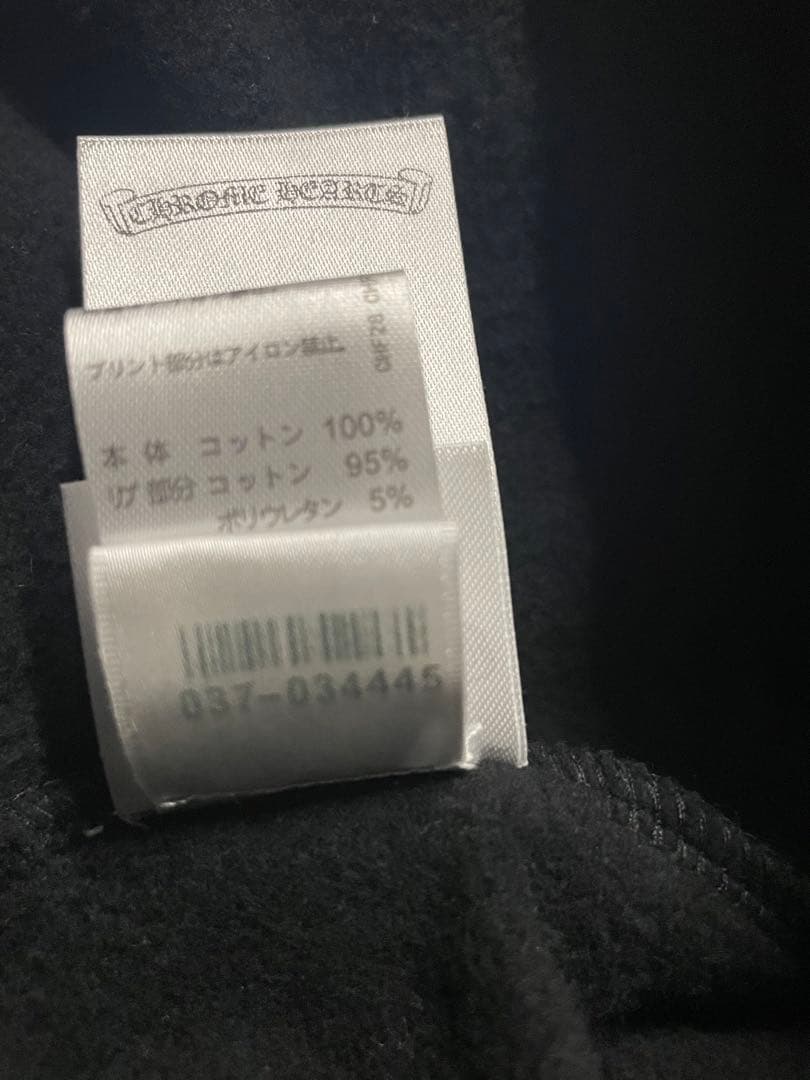 CHROME HEARTS
プリント部分はアイロン禁止
本体 コットン 100%
リブ部分 コットン 95%
ポリウレタン 5%
037-034445